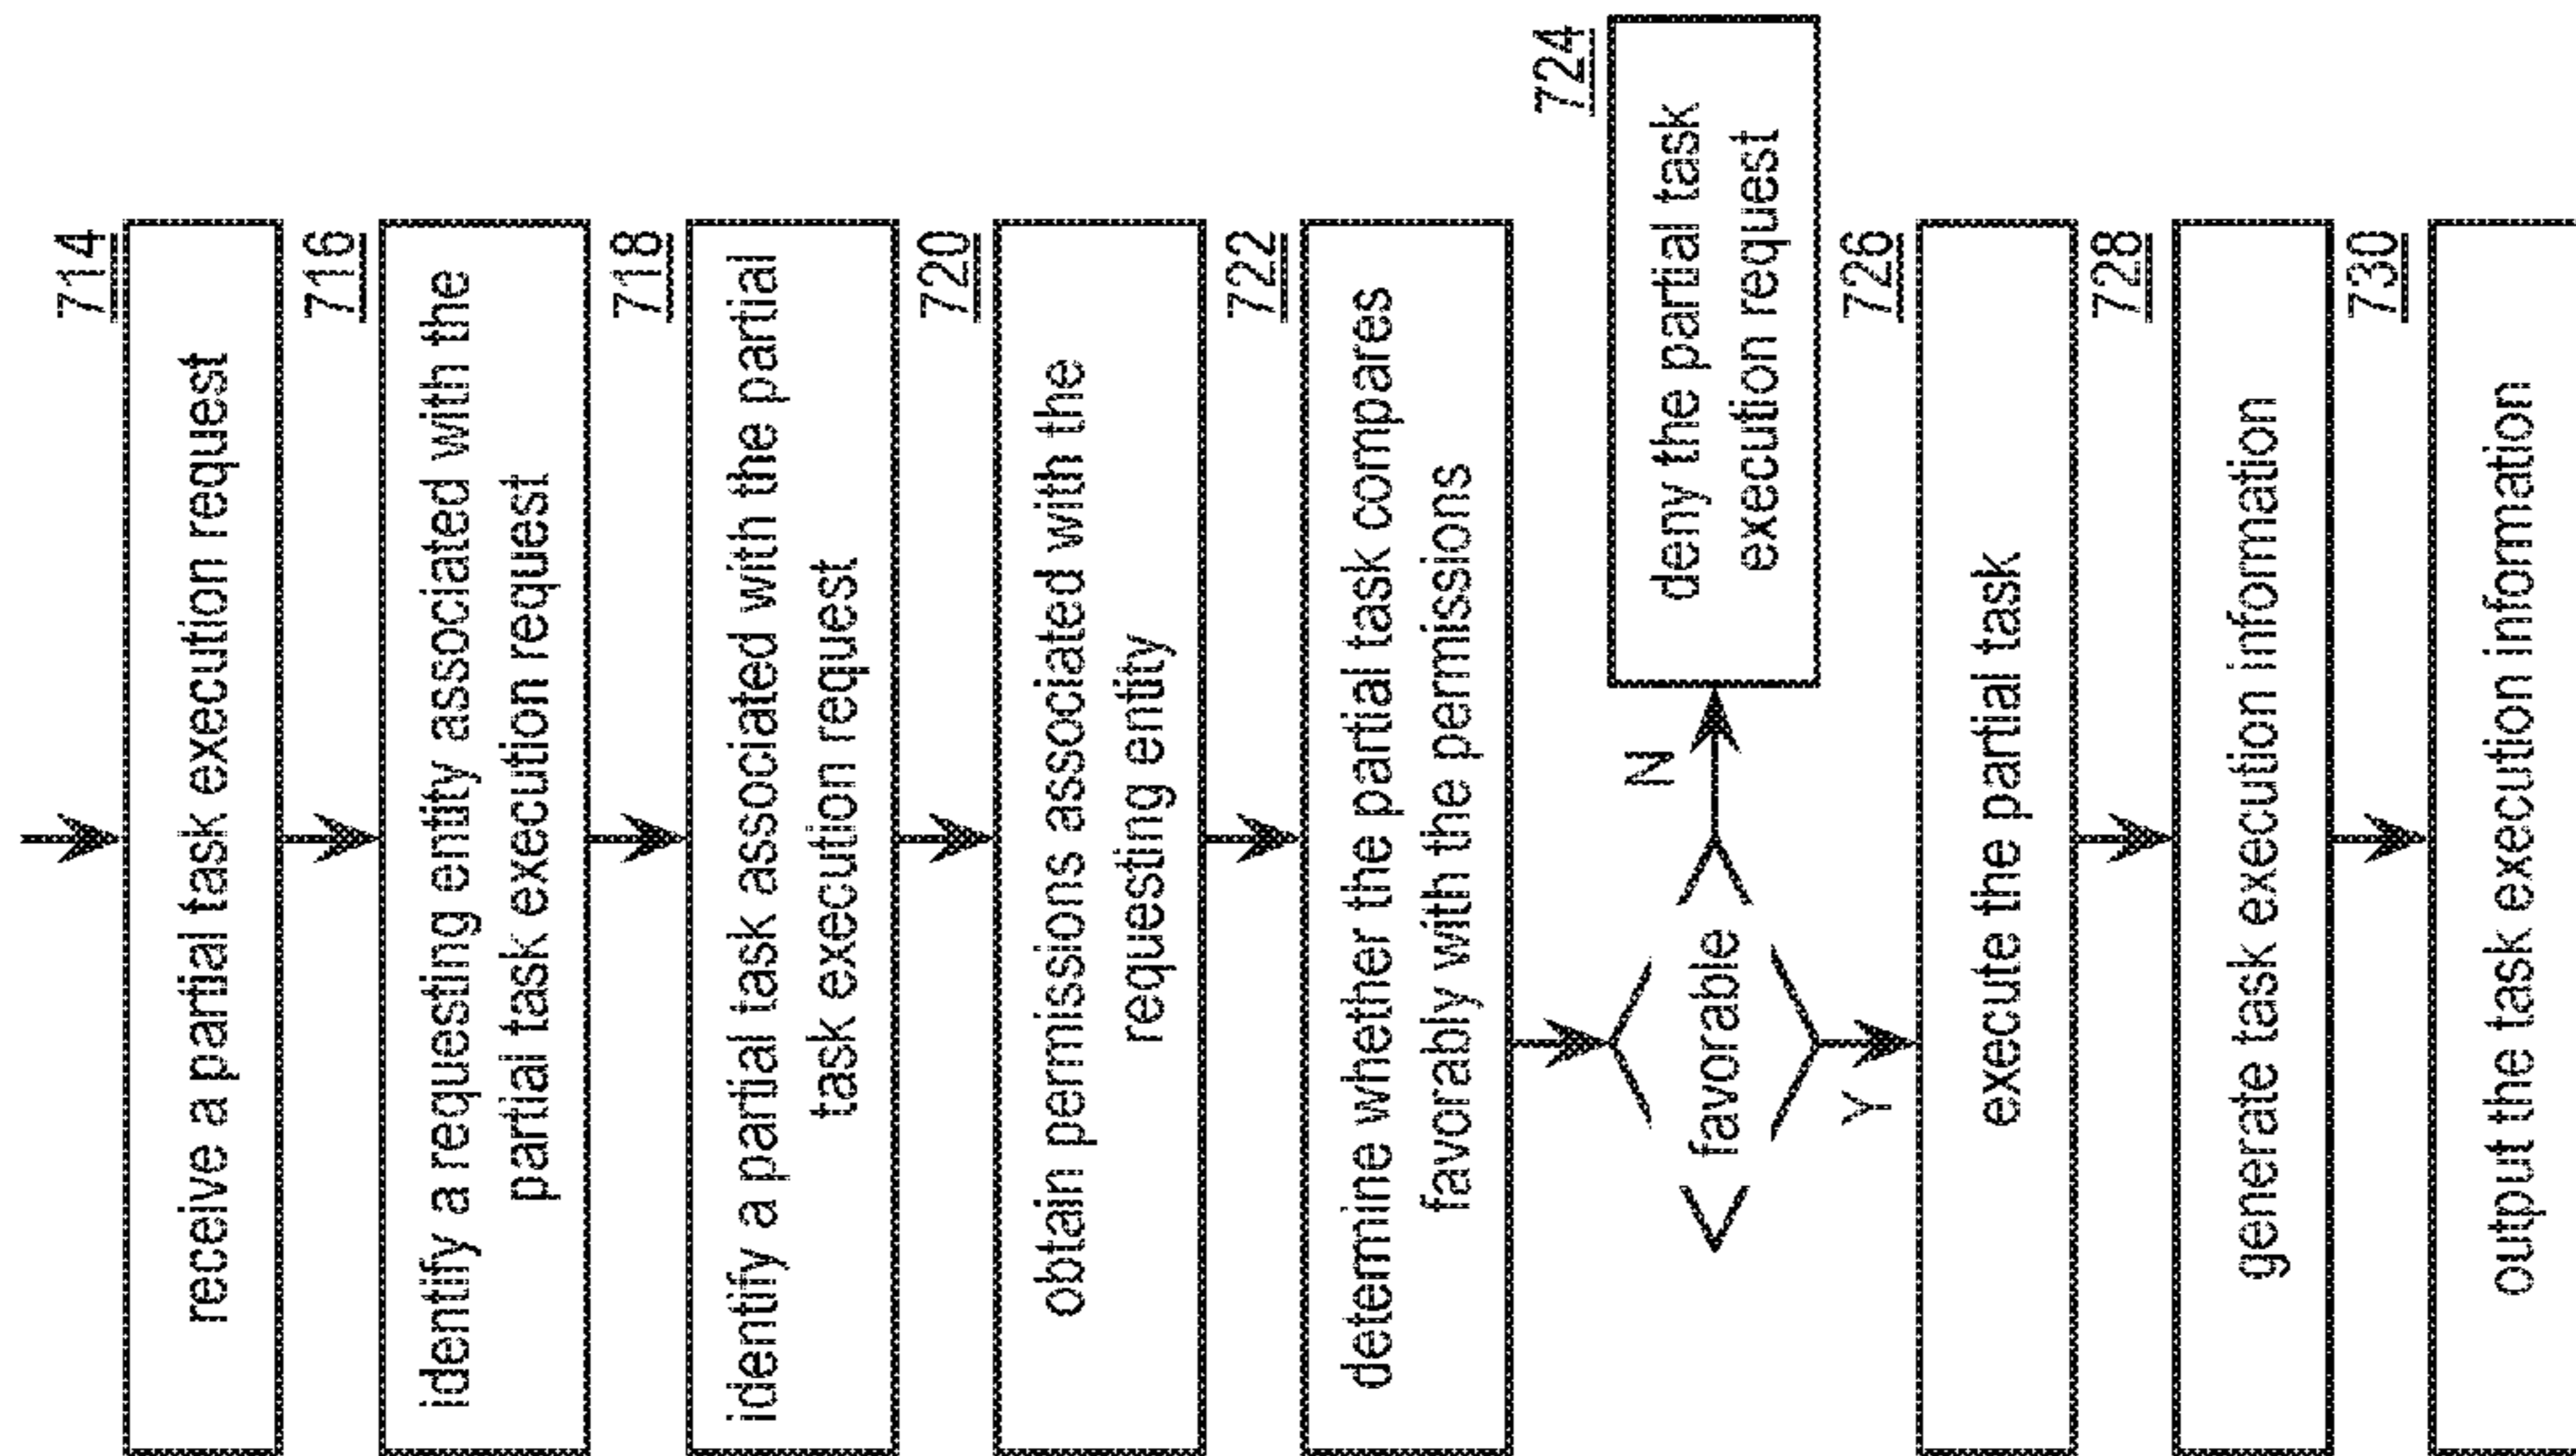 714
receive a partial task execution request
716
identify a requesting entity associated with the
partial task execution request
718
identify a partial task associated with the partial
task execution request
720
obtain permissions associated with the
requesting entity
722
determine whether the partial task compares
favorably with the permissions
724
deny the partial task
execution request
N
favorable
Y
726
execute the partial task
728
generate task execution information
730
output the task execution information